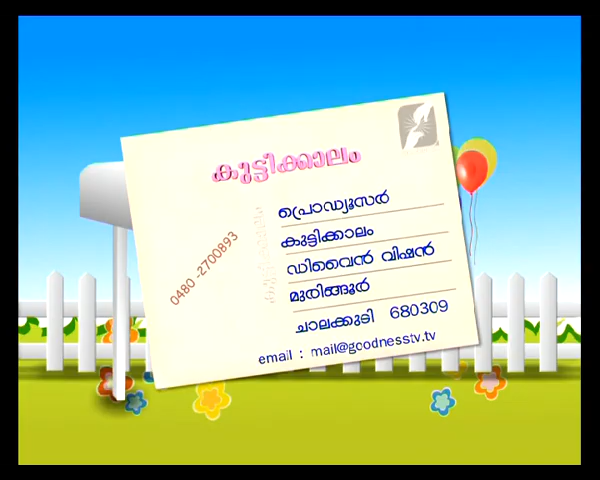 കുട്ടിക്കാലം
പ്രൊഡ്യൂസർ
കുട്ടിക്കാലം
ഡിവൈൻ വിഷൻ
മുരിങ്ങൂർ
ചാലക്കുടി 680309
0480 -2700893
email : mail@goodnesstv.tv